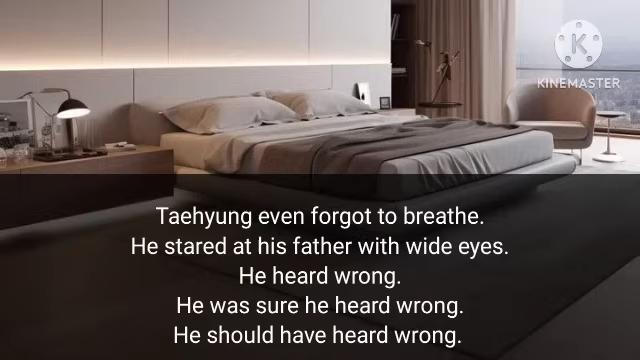 K
KINEMASTER
Taehyung even forgot to breathe.
He stared at his father with wide eyes.
He heard wrong.
He was sure he heard wrong.
He should have heard wrong.